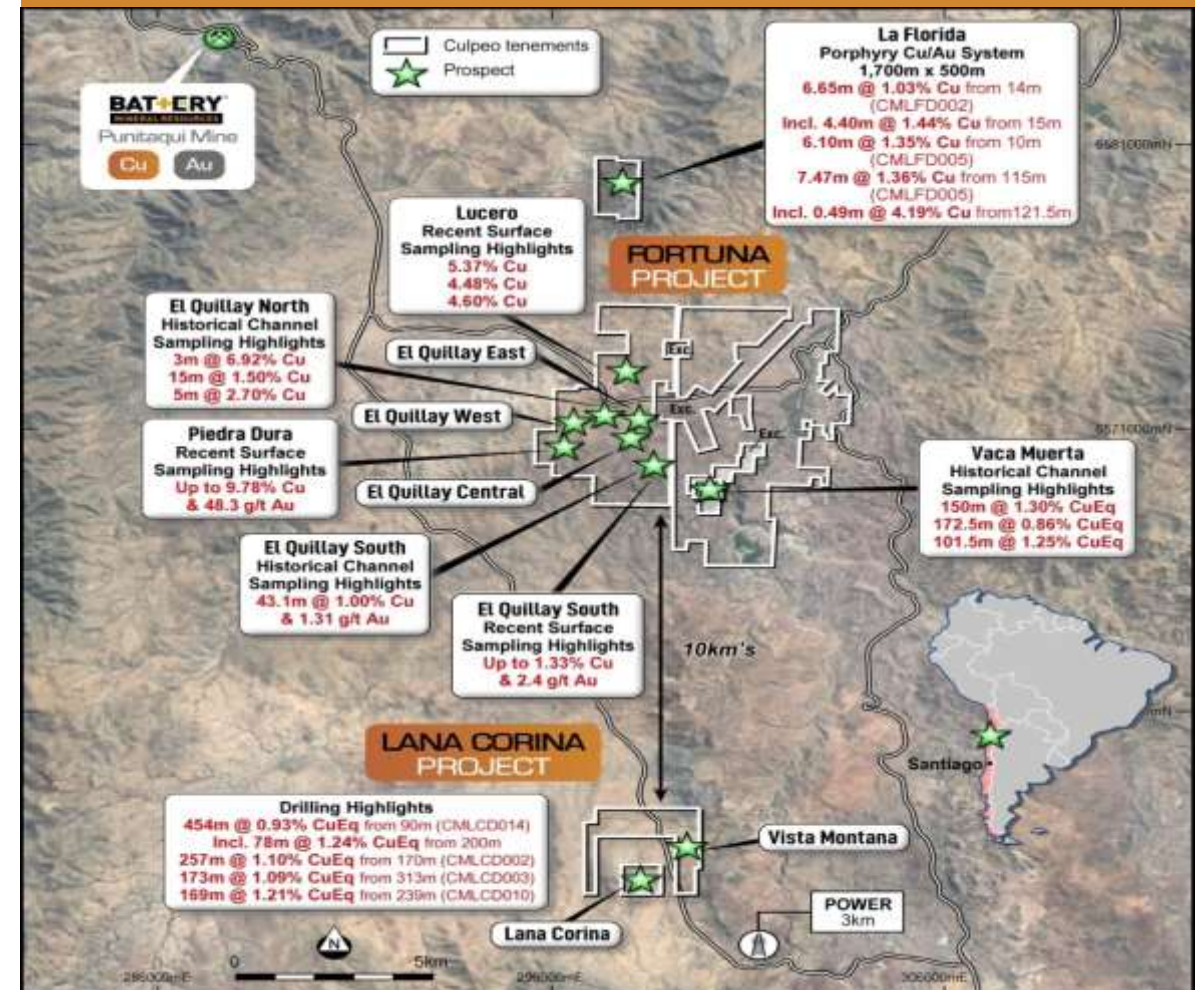 Culpeo tenements
Prospect
BATTERY
MINERAL RESOURCES
Punitaqui Mine
Cu
Au
La Florida
Porphyry Cu/Au System
1,700m x 500m
6.65m @ 1.03% Cu from 14m
(CMLFD002)
Incl. 4.40m @ 1.44% Cu from 15m
6.10m @ 1.35% Cu from 10m
(CMLFD005)
7.47m @ 1.36% Cu from 115m
(CMLFD005)
Incl. 0.49m @ 4.19% Cu from121.5m
6581000mN
Lucero
Recent Surface
Sampling Highlights
5.37% Cu
4.48% Cu
4.60% Cu
FORTUNA
PROJECT
El Quillay North
Historical Channel
Sampling Highlights
3m @ 6.92% Cu
15m @ 1.50% Cu
5m @ 2.70% Cu
El Quillay East
Exc.
El Quillay West
Exc.
Exc.
6571000mN
Piedra Dura
Recent Surface
Sampling Highlights
Up to 9.78% Cu
& 48.3 g/t Au
El Quillay Central
Vaca Muerta
Historical Channel
Sampling Highlights
150m @ 1.30% CuEq
172.5m @ 0.86% CuEq
101.5m @ 1.25% CuEq
El Quillay South
Historical Channel
Sampling Highlights
43.1m @ 1.00% Cu
& 1.31 g/t Au
El Quillay South
Recent Surface
Sampling Highlights
Up to 1.33% Cu
& 2.4 g/t Au
10km's
mN
Santiago
LANA CORINA
PROJECT
Drilling Highlights
454m @ 0.93% CuEq from 90m (CMLCD014)
Incl. 78m @ 1.24% CuEq from 200m
257m @ 1.10% CuEq from 170m (CMLCD002)
173m @ 1.09% CuEq from 313m (CMLCD003)
169m @ 1.21% CuEq from 239m (CMLCD010)
Vista Montana
Lana Corina
POWER
3km
N
0
5km
286000mE
296000mE
306000mE